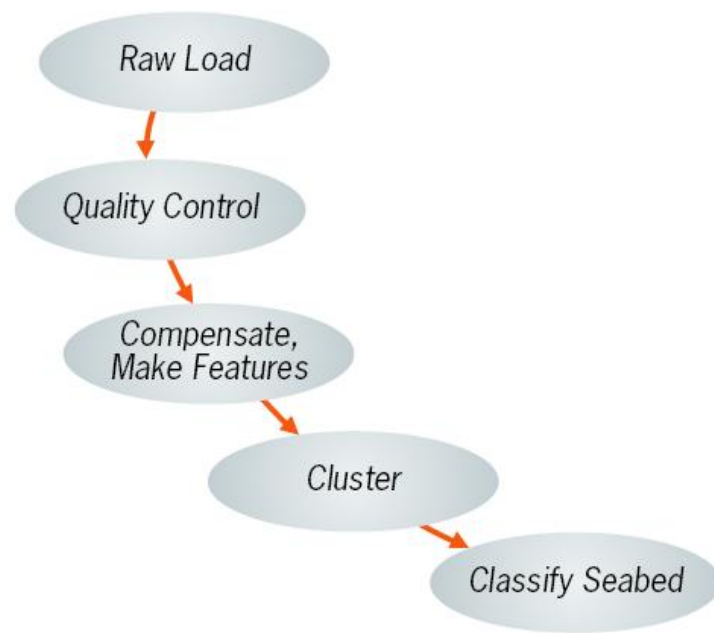 Raw Load
Quality Control
Compensate,
Make Features
Cluster
Classify Seabed